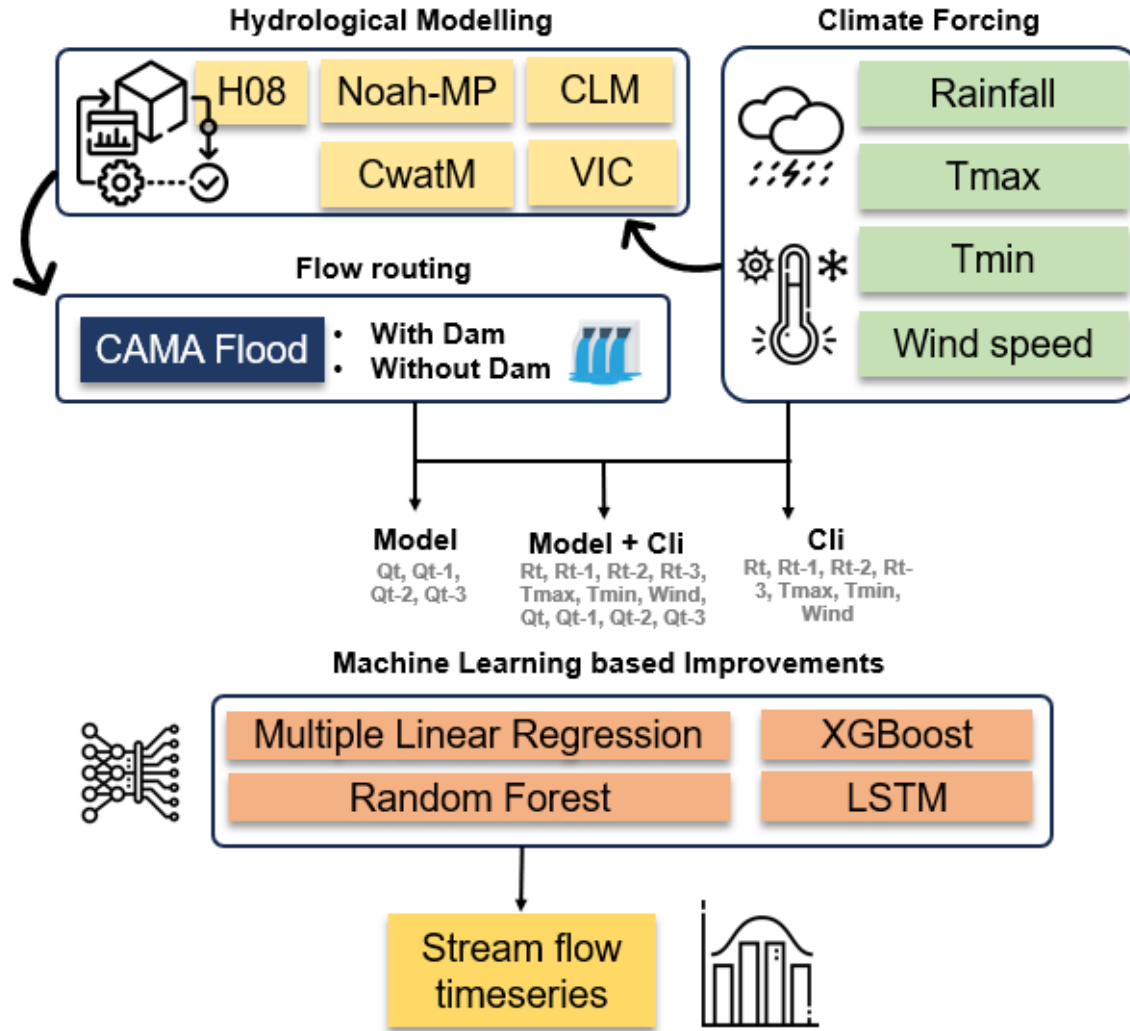 Hydrological Modelling
H08
Noah-MP
CLM
CwatM
VIC
Climate Forcing
Rainfall
Tmax
Tmin
Wind speed
Flow routing
CAMA Flood
• With Dam
• Without Dam
Model
Qt, Qt-1,
Qt-2, Qt-3
Model + Cli
Rt, Rt-1, Rt-2, Rt-3,
Tmax, Tmin, Wind,
Qt, Qt-1, Qt-2, Qt-3
Cli
Rt, Rt-1, Rt-2, Rt-
3, Tmax, Tmin,
Wind
Machine Learning based Improvements
Multiple Linear Regression
XGBoost
Random Forest
LSTM
Stream flow
timeseries